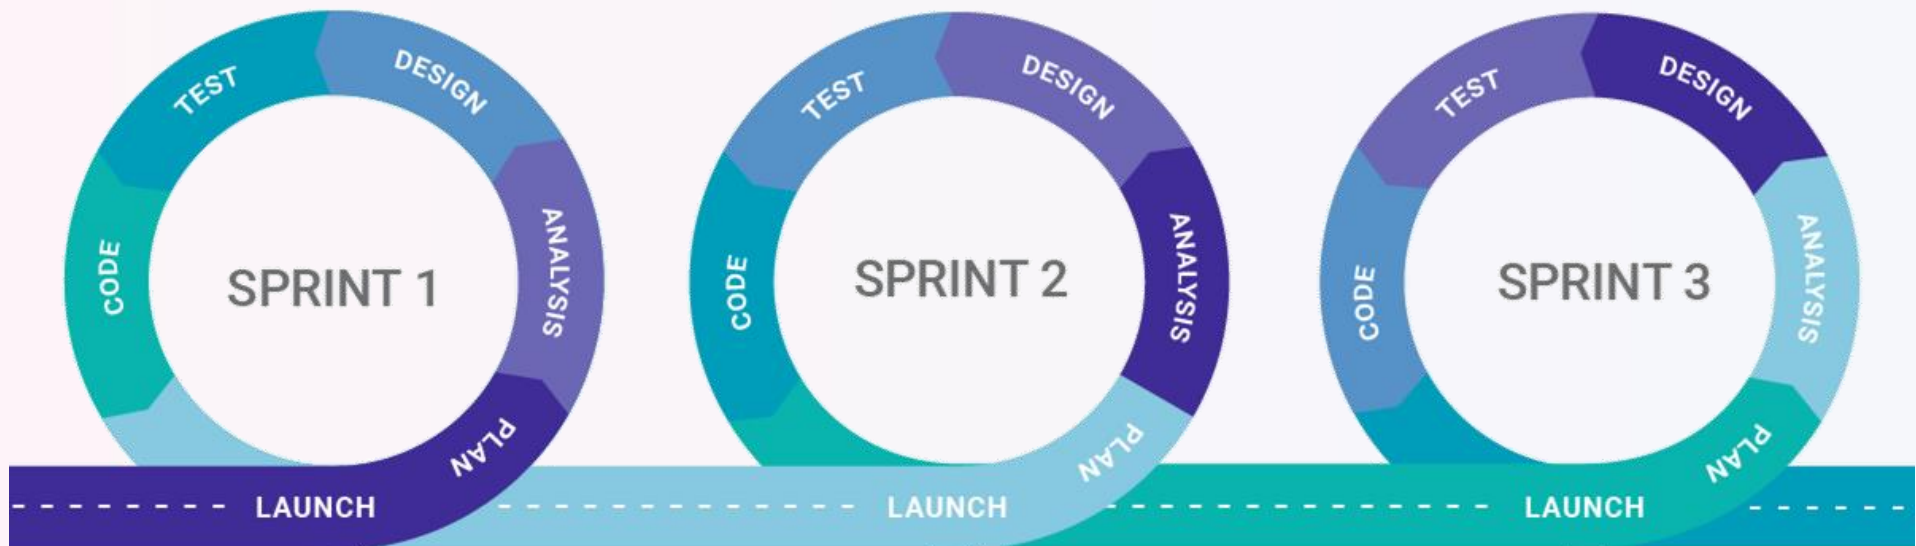 SPRINT 1
TEST
DESIGN
ANALYSIS
PLAN
CODE
LAUNCH
SPRINT 2
TEST
DESIGN
ANALYSIS
PLAN
CODE
LAUNCH
SPRINT 3
TEST
DESIGN
ANALYSIS
PLAN
CODE
LAUNCH